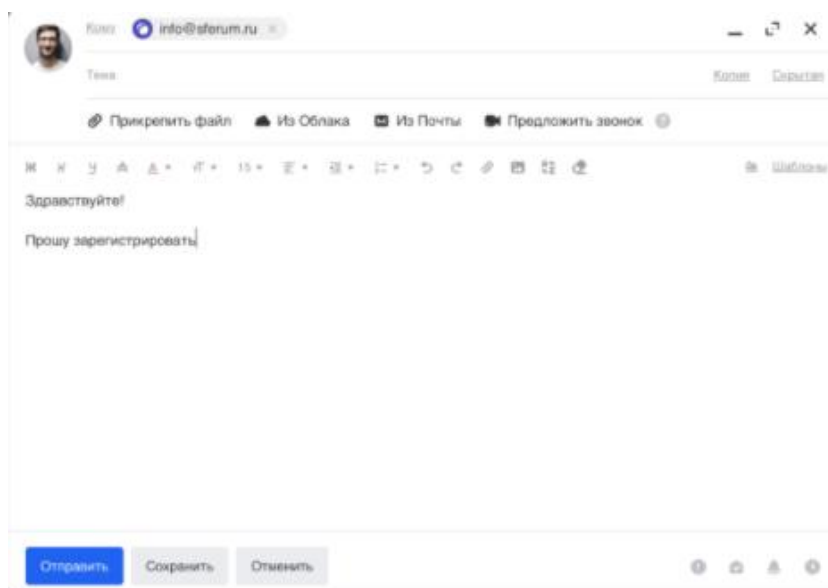 Кому info@sferum.ru ×
Тема
Копия Скрытая
Прикрепить файл Из Облака Из Почты Предложить звонок
Ж К У А А Т 15 Шаблоны
Здравствуйте!
Прошу зарегистрировать
Отправить Сохранить Отменить